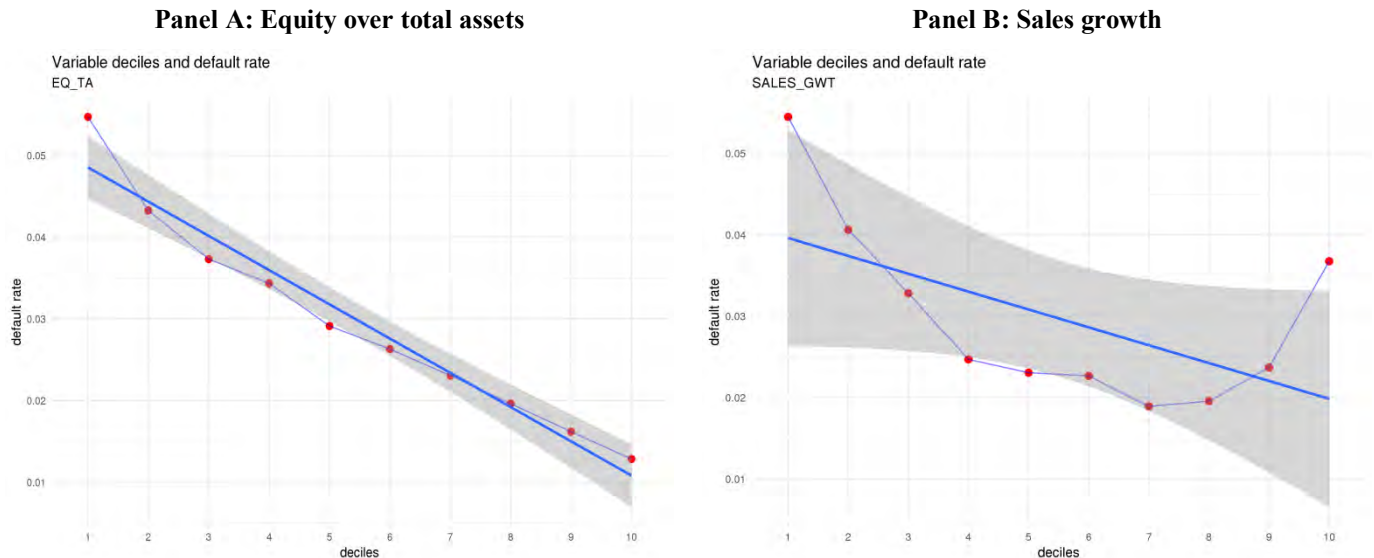 Panel A: Equity over total assets
Variable deciles and default rate
EQ_TA
0.05
0.04
0.03
0.02
0.01
default rate
1 2 3 4 5 6 7 8 9 10
deciles
Panel B: Sales growth
Variable deciles and default rate
SALES_GWT
0.05
0.04
0.03
0.02
0.01
default rate
1 2 3 4 5 6 7 8 9 10
deciles